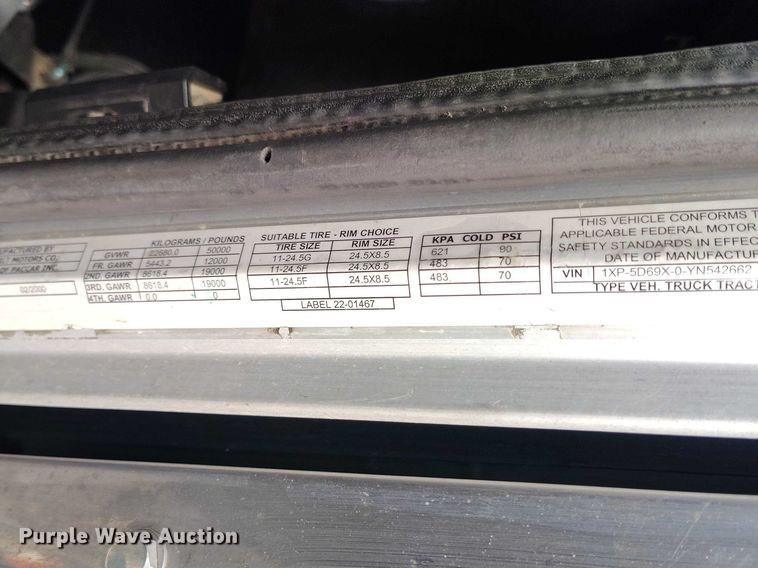 MANUFACTURED BY
MOTORS CO,
PACCAR INC.
02/2000
KILOGRAMS / POUNDS
GVWR 22680.0 50000
FR. GAWR 5443.2 12000
2ND. GAWR 8618.4 19000
3RD. GAWR 8618.4 19000
4TH. GAWR 0.0 0
SUITABLE TIRE - RIM CHOICE
TIRE SIZE RIM SIZE
11-24.5G 24.5X8.5
11-24.5F 24.5X8.5
11-24.5F 24.5X8.5
LABEL 22-01467
KPA COLD PSI
621 90
483 70
483 70
THIS VEHICLE CONFORMS T
APPLICABLE FEDERAL MOTOR
SAFETY STANDARDS IN EFFEC
DATE OF MANUFACTUR
VIN 1XP-5D69X-0-YN542662
TYPE VEH. TRUCK TRACT
Purple Wave Auction